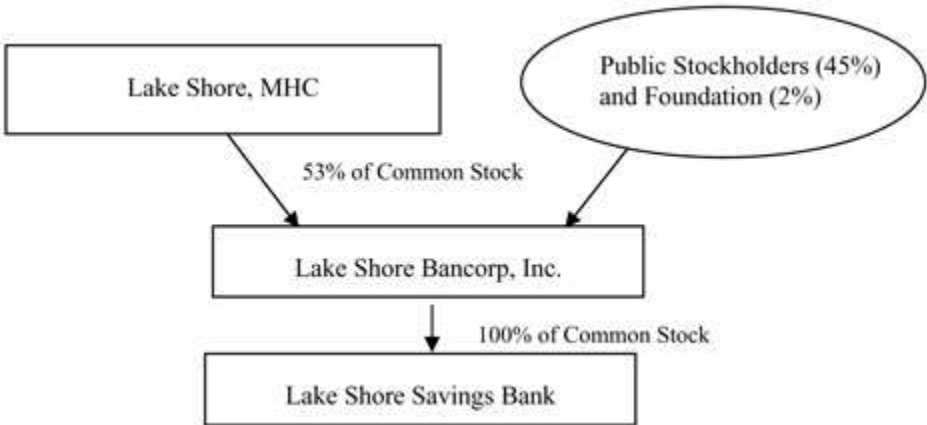 Lake Shore, MHC
Public Stockholders (45%)
and Foundation (2%)
53% of Common Stock
Lake Shore Bancorp, Inc.
100% of Common Stock
Lake Shore Savings Bank